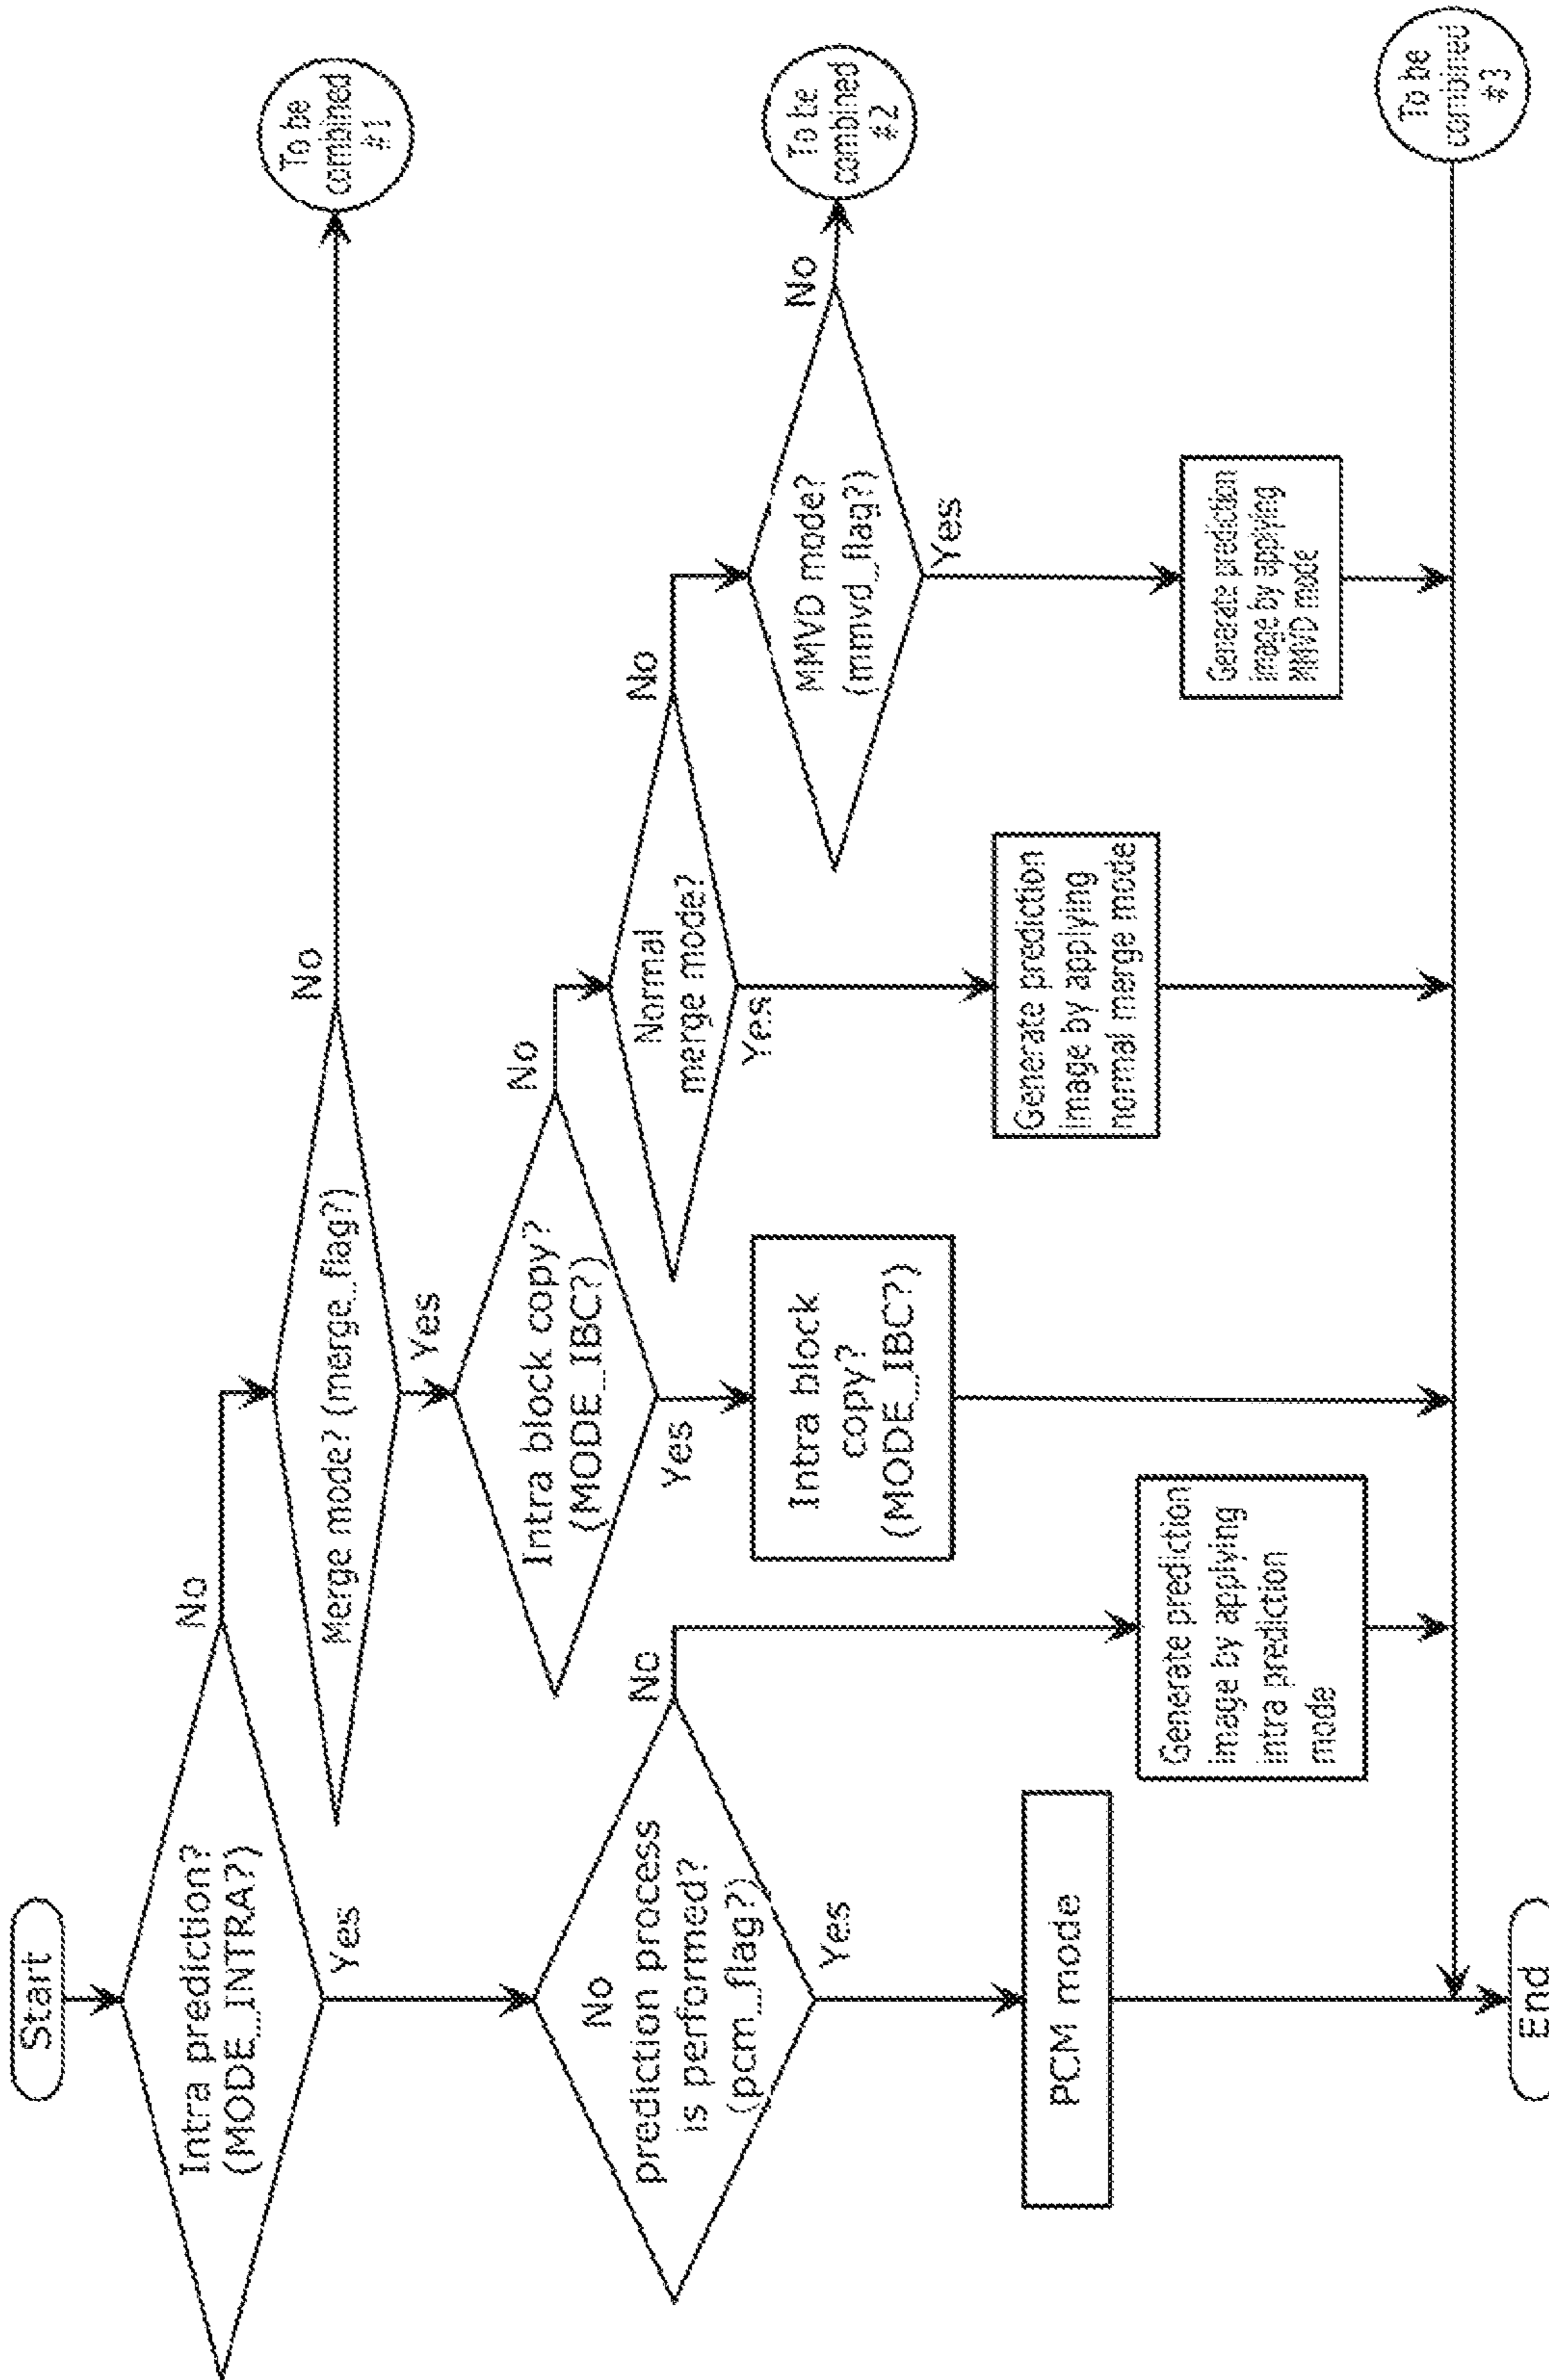 Start
Intra prediction?
(MODE_INTRA?)
No
Yes
Merge mode? (merge_flag?)
No
Yes
To be
combined
#1
Intra block copy?
(MODE_IBC?)
No
Yes
No
prediction process
is performed?
(pcm_flag?)
No
Yes
Normal
merge mode?
No
Yes
MMVD mode?
(mmvd_flag?)
No
Yes
To be
combined
#2
Intra block
copy?
(MODE_IBC?)
PCM mode
Generate prediction
image by applying
intra prediction
mode
Generate prediction
image by applying
normal merge mode
Generate prediction
image by applying
MMVD mode
To be
combined
#3
End